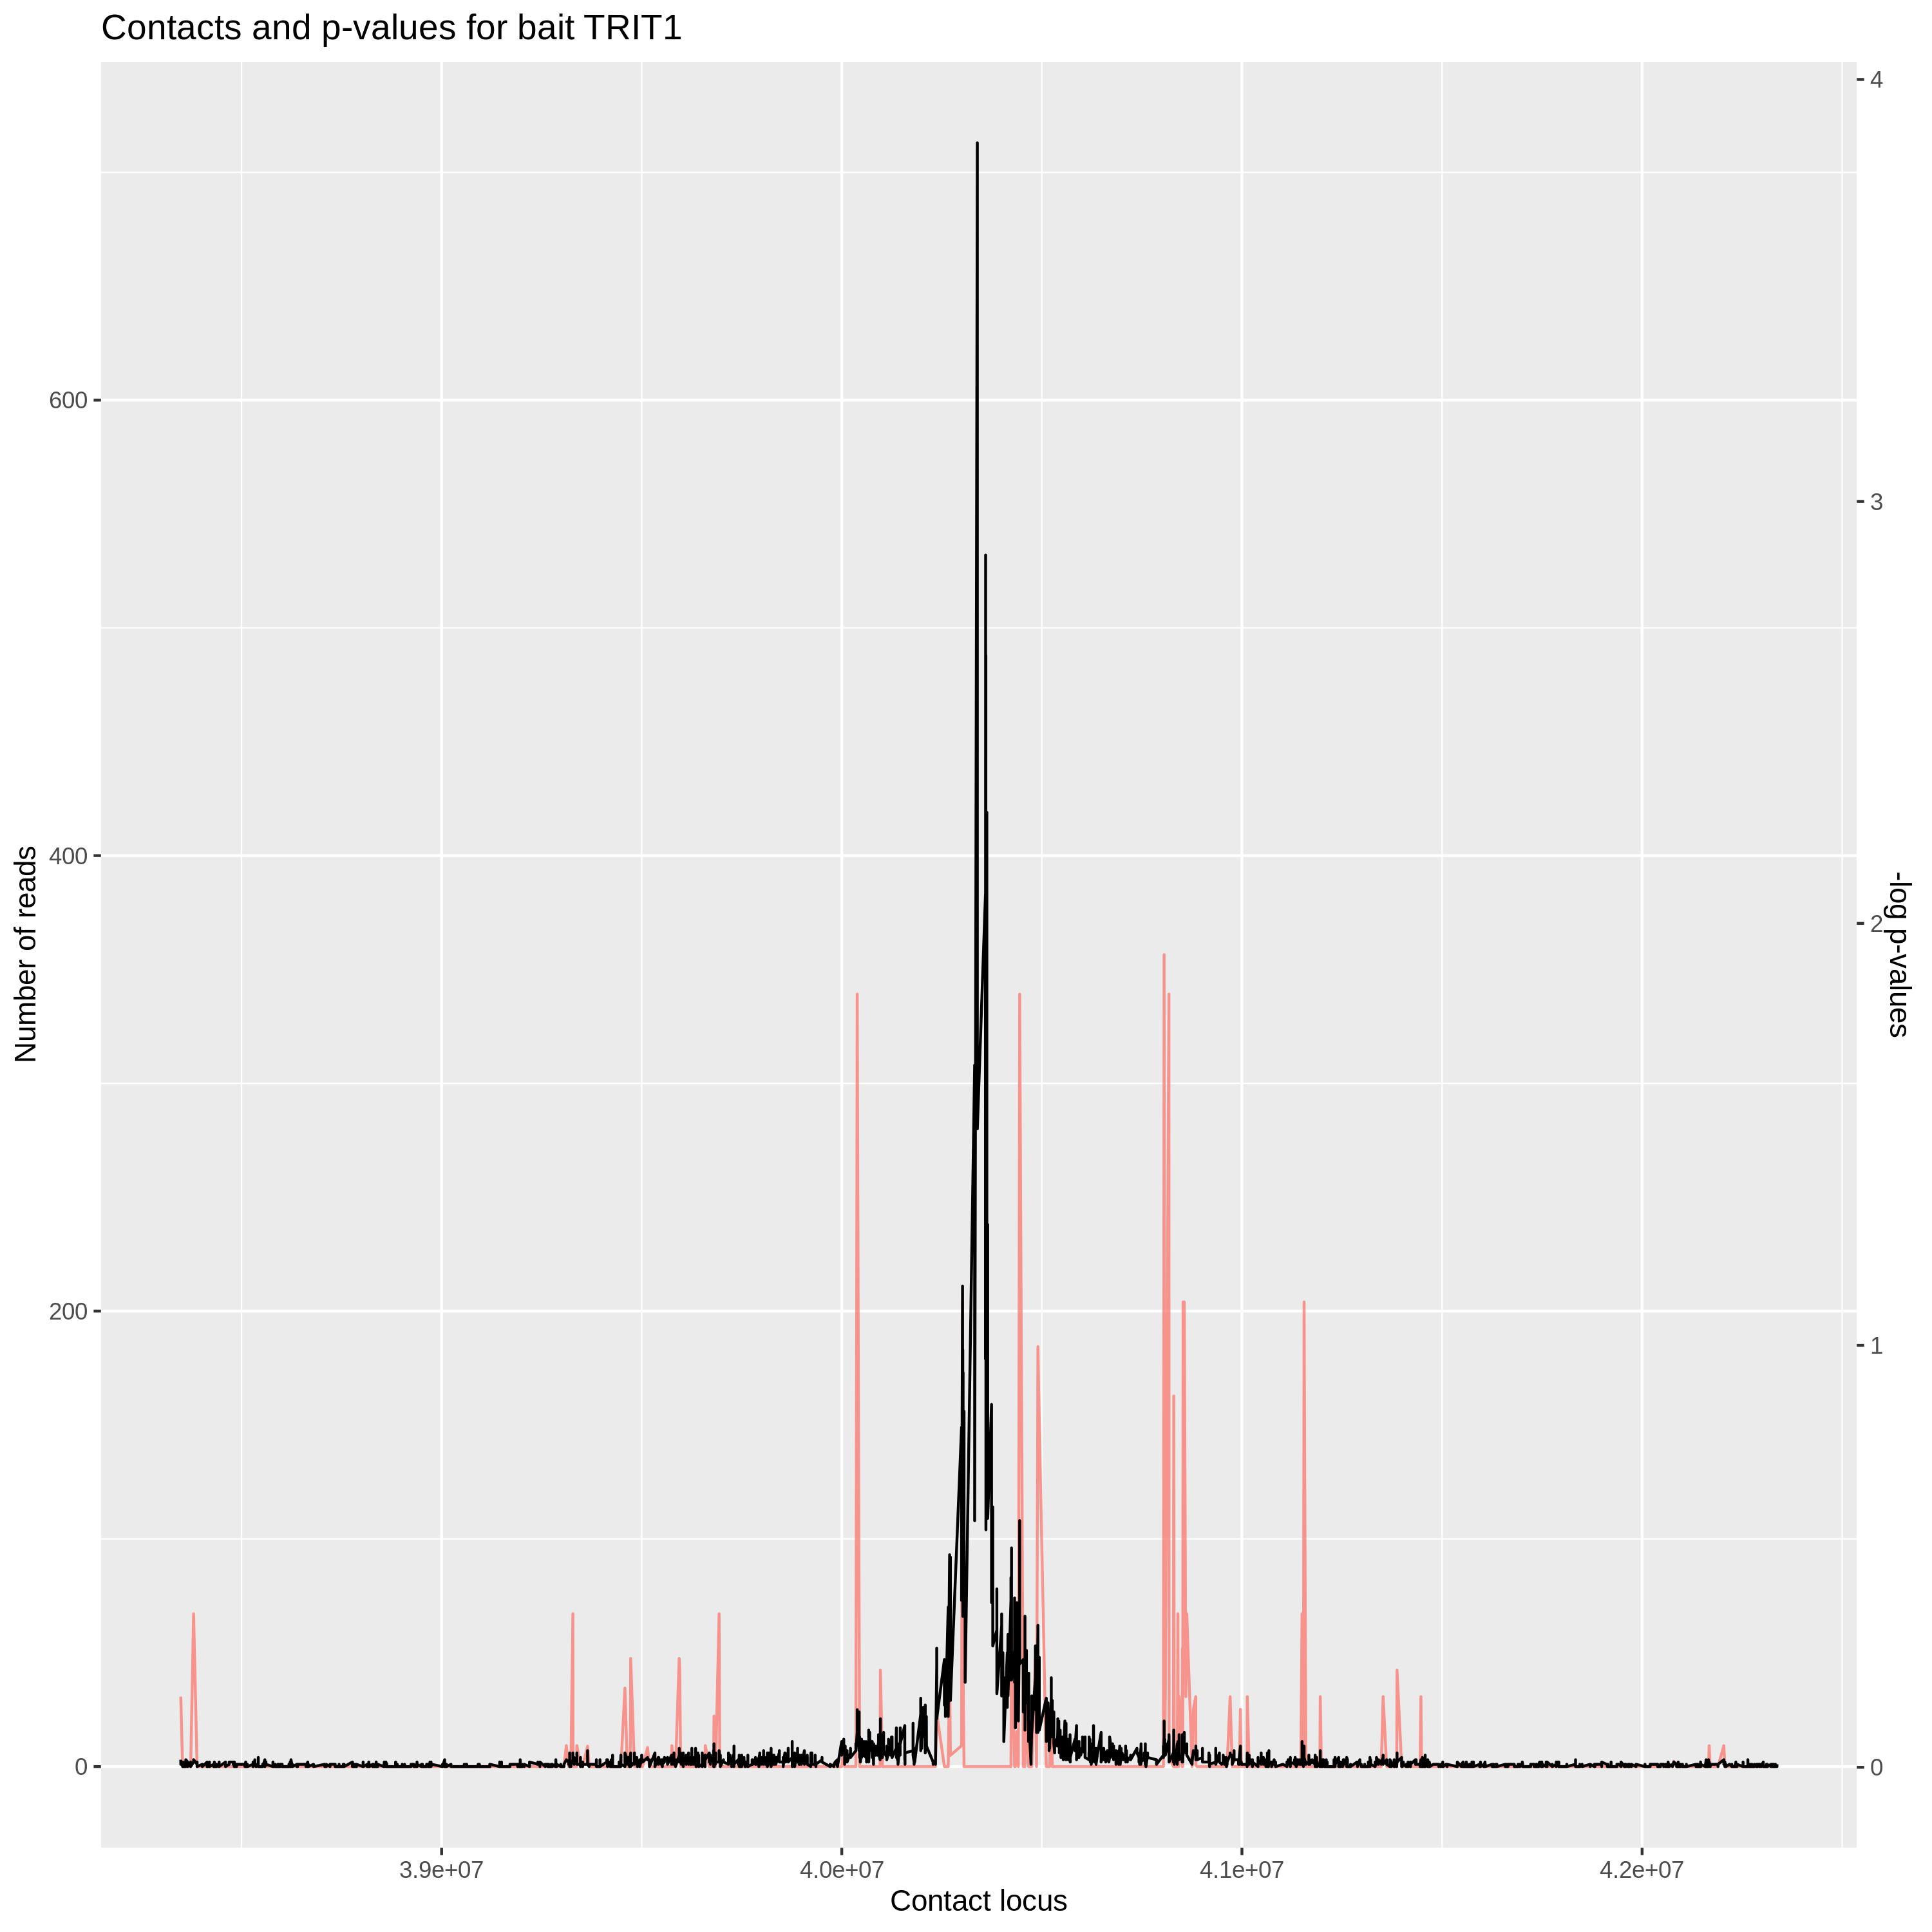 Contacts and p-values for bait TRIT1
Number of reads
600
400
200
0
4
3
2
1
0
-log p-values
3.9e+07
4.0e+07
4.1e+07
4.2e+07
Contact locus